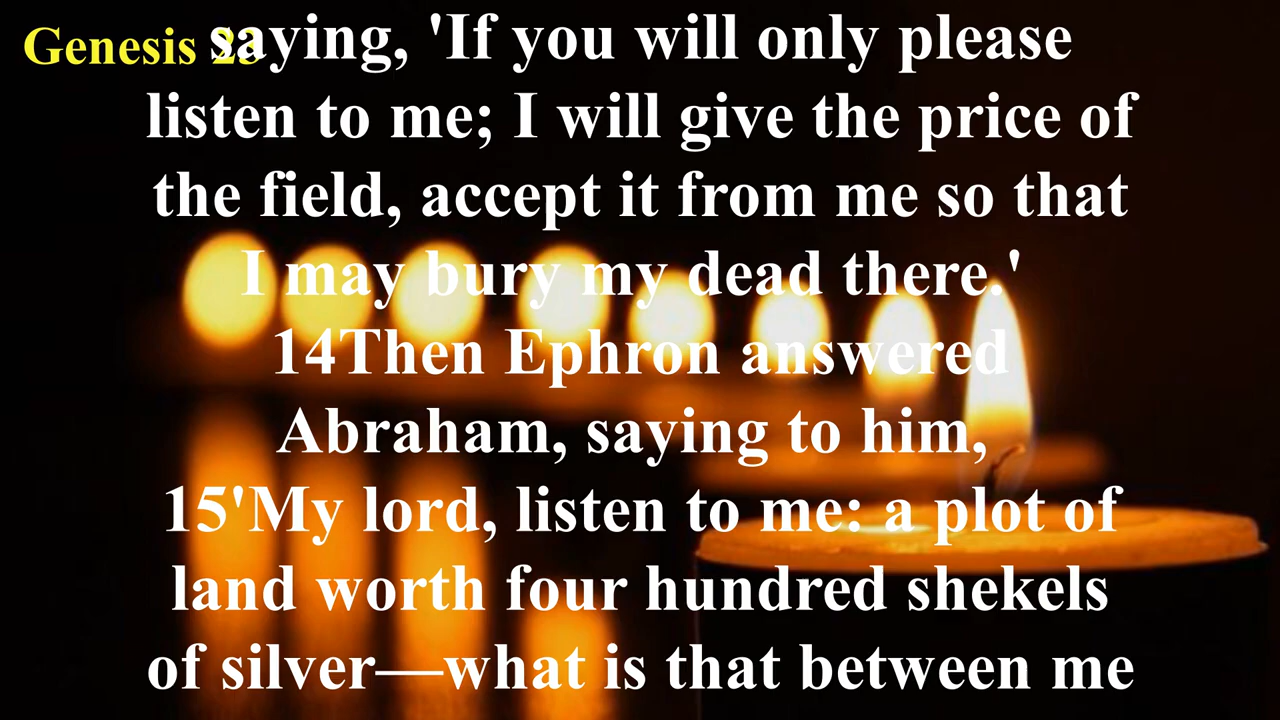 Genesis 23
saying, 'If you will only please
listen to me; I will give the price of
the field, accept it from me so that
I may bury my dead there.'
14Then Ephron answered
Abraham, saying to him,
15'My lord, listen to me: a plot of
land worth four hundred shekels
of silver—what is that between me